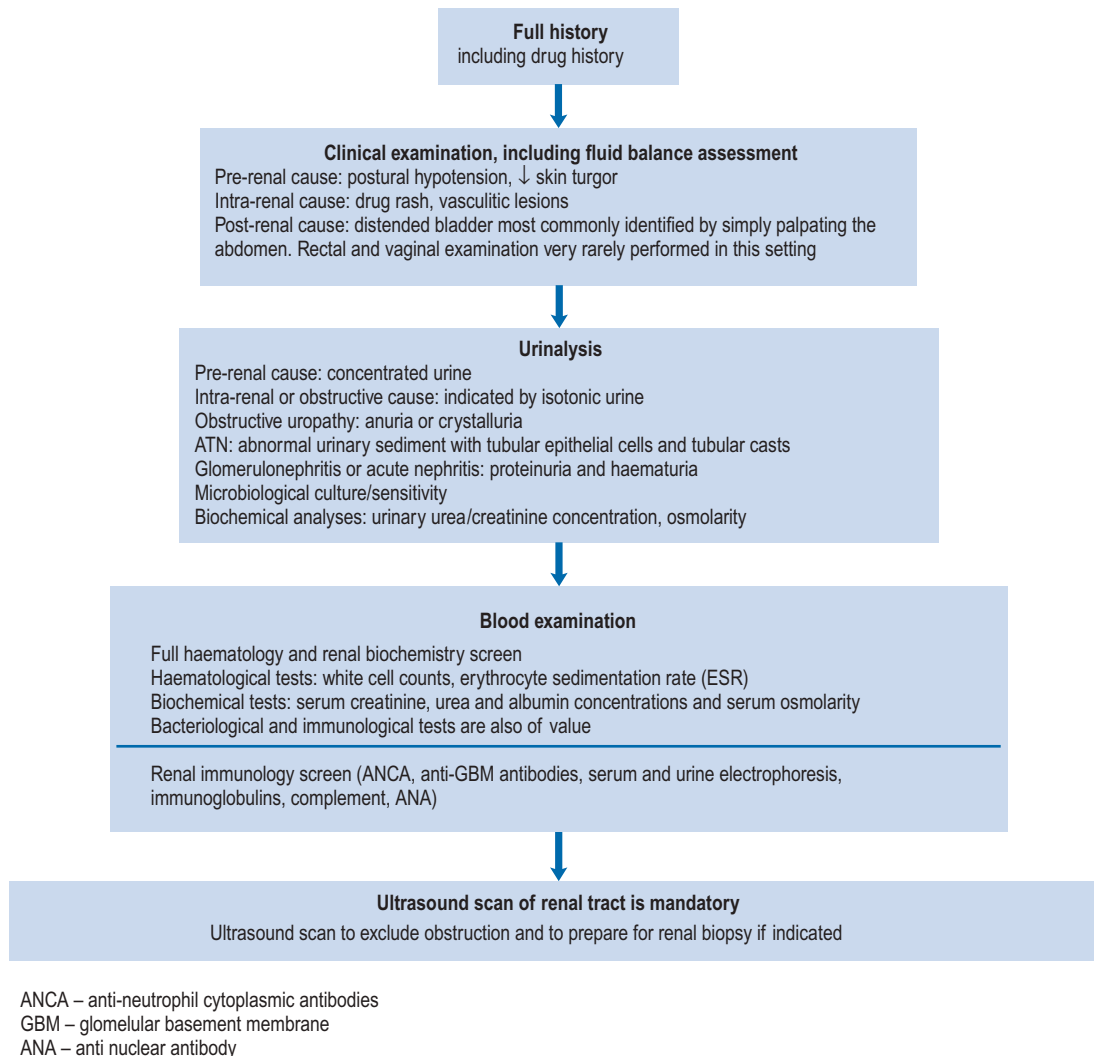 Full history
including drug history
Clinical examination, including fluid balance assessment
Pre-renal cause: postural hypotension, ↓ skin turgor
Intra-renal cause: drug rash, vasculitic lesions
Post-renal cause: distended bladder most commonly identified by simply palpating the
abdomen. Rectal and vaginal examination very rarely performed in this setting
Urinalysis
Pre-renal cause: concentrated urine
Intra-renal or obstructive cause: indicated by isotonic urine
Obstructive uropathy: anuria or crystalluria
ATN: abnormal urinary sediment with tubular epithelial cells and tubular casts
Glomerulonephritis or acute nephritis: proteinuria and haematuria
Microbiological culture/sensitivity
Biochemical analyses: urinary urea/creatinine concentration, osmolarity
Blood examination
Full haematology and renal biochemistry screen
Haematological tests: white cell counts, erythrocyte sedimentation rate (ESR)
Biochemical tests: serum creatinine, urea and albumin concentrations and serum osmolarity
Bacteriological and immunological tests are also of value
Renal immunology screen (ANCA, anti-GBM antibodies, serum and urine electrophoresis,
immunoglobulins, complement, ANA)
Ultrasound scan of renal tract is mandatory
Ultrasound scan to exclude obstruction and to prepare for renal biopsy if indicated
ANCA – anti-neutrophil cytoplasmic antibodies
GBM – glomelular basement membrane
ANA – anti nuclear antibody